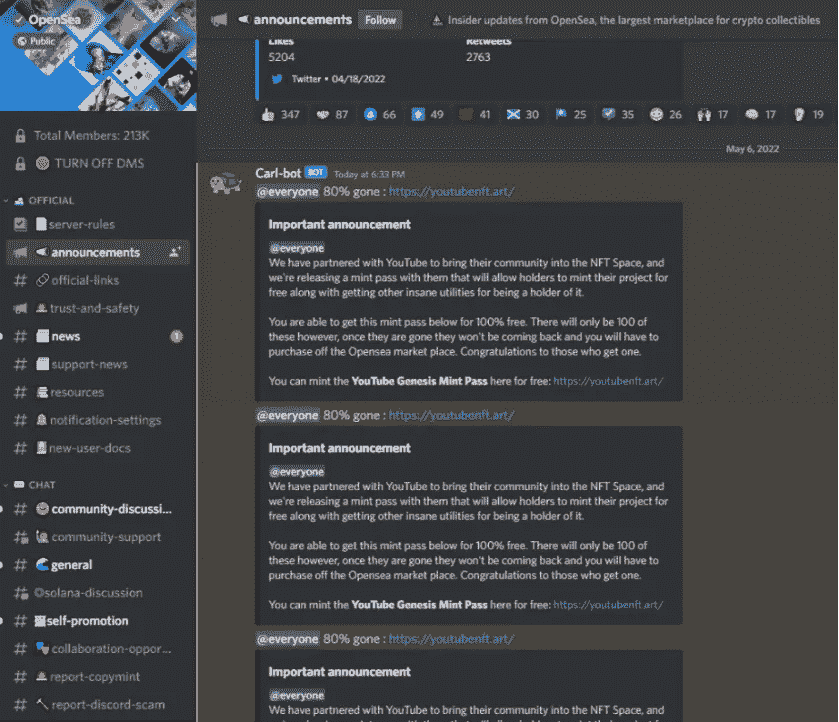 OpenSea
Public
Total Members: 213K
TURN OFF DMS
OFFICIAL
server-rules
announcements
official-links
trust-and-safety
news
1
support-news
resources
notification-settings
new-user-docs
CHAT
community-discussi...
community-support
general
solana-discussion
self-promotion
collaboration-oppor...
report-copymint
report-discord-scam
announcements
Follow
Insider updates from OpenSea, the largest marketplace for crypto collectibles
Likes Retweets
5204 2763
Twitter • 04/18/2022
347 87 66 49 41 30 25 35 26 17 17 19
May 6, 2022
Carl-bot BOT Today at 6:33 PM
@everyone 80% gone : https://youtubenft.art/
Important announcement
@everyone
We have partnered with YouTube to bring their community into the NFT Space, and
we're releasing a mint pass with them that will allow holders to mint their project for
free along with getting other insane utilities for being a holder of it.
You are able to get this mint pass below for 100% free. There will only be 100 of
these however, once they are gone they won't be coming back and you will have to
purchase off the Opensea market place. Congratulations to those who get one.
You can mint the YouTube Genesis Mint Pass here for free: https://youtubenft.art/
@everyone 80% gone : https://youtubenft.art/
Important announcement
@everyone
We have partnered with YouTube to bring their community into the NFT Space, and
we're releasing a mint pass with them that will allow holders to mint their project for
free along with getting other insane utilities for being a holder of it.
You are able to get this mint pass below for 100% free. There will only be 100 of
these however, once they are gone they won't be coming back and you will have to
purchase off the Opensea market place. Congratulations to those who get one.
You can mint the YouTube Genesis Mint Pass here for free: https://youtubenft.art/
@everyone 80% gone : https://youtubenft.art/
Important announcement
@everyone
We have partnered with YouTube to bring their community into the NFT Space, and